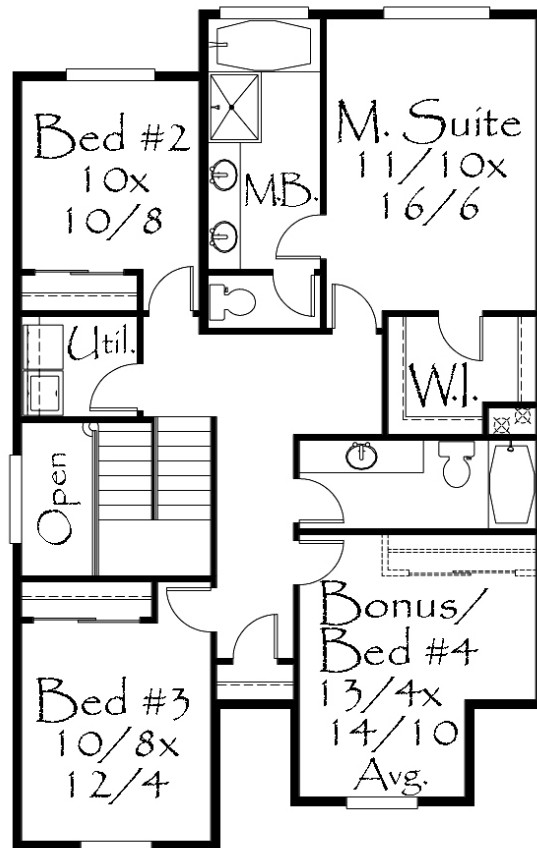 Bed #2
10x
10/8
M.B.
M. Suite
11/10x
16/6
Util.
W.I.
Open
Bonus/
Bed #4
13/4x
14/10
Avg.
Bed #3
10/8x
12/4